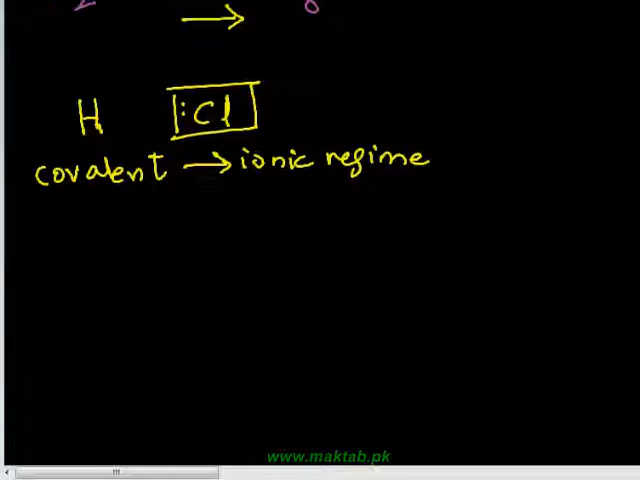 →
H :Cl
covalent → ionic regime
www.maktab.pk